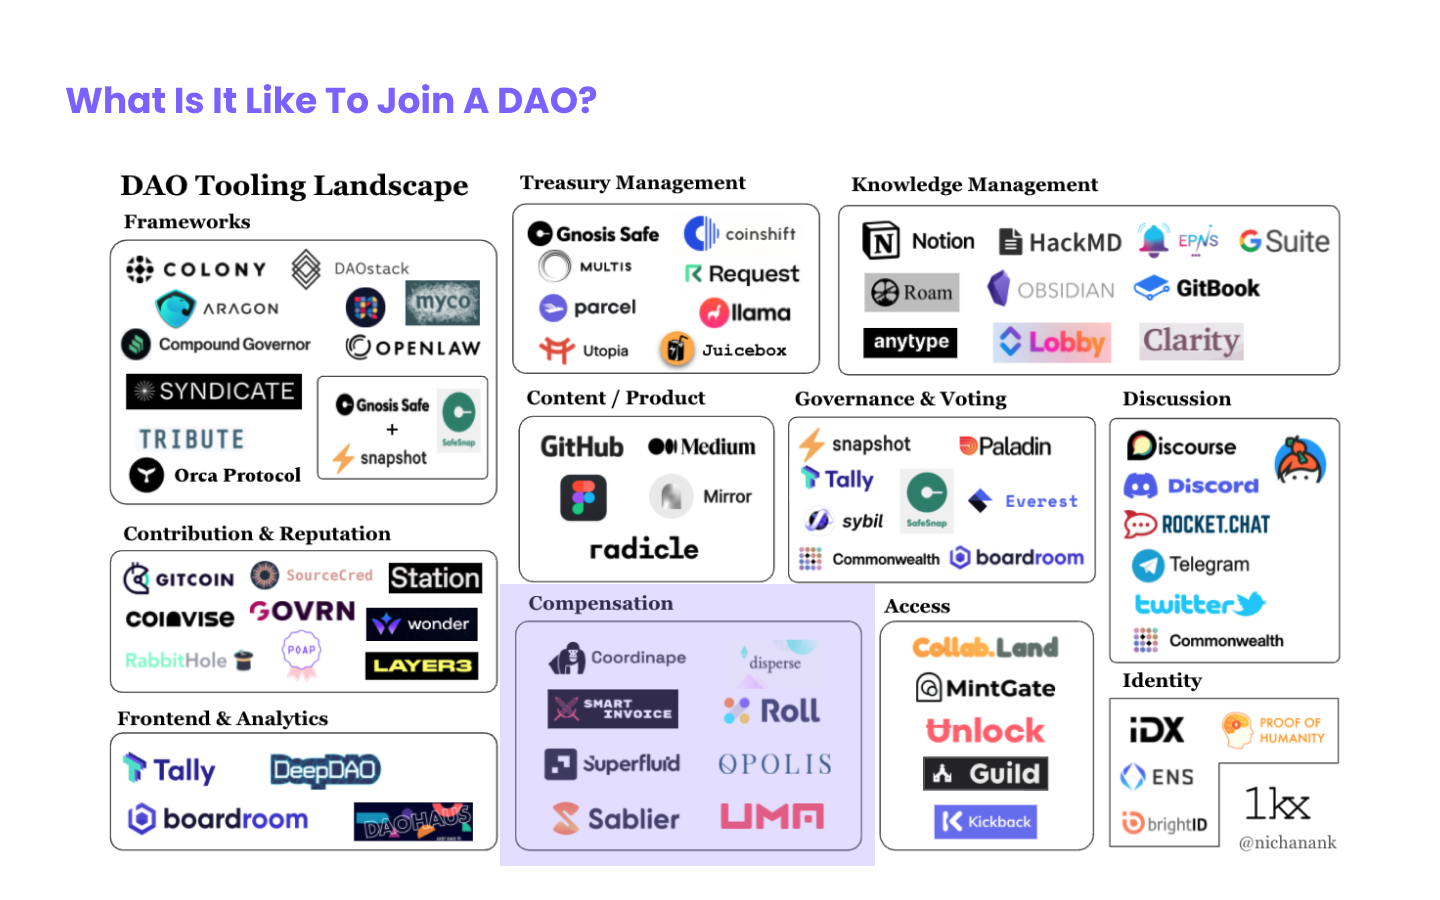 What Is It Like To Join A DAO?
DAO Tooling Landscape
Frameworks
COLONY
DAOstack
ARAGON
myco
Compound Governor
OPENLAW
SYNDICATE
Gnosis Safe
+
snapshot
SafeSnap
TRIBUTE
Orca Protocol
Treasury Management
Gnosis Safe
coinshift
MULTIS
Request
parcel
llama
Utopia
Juicebox
Knowledge Management
Notion
HackMD
EPNS
G Suite
Roam
OBSIDIAN
GitBook
anytype
Lobby
Clarity
Content / Product
GitHub
Medium
Mirror
radicle
Governance & Voting
snapshot
Paladin
Tally
SafeSnap
Everest
sybil
Commonwealth
boardroom
Discussion
Discourse
Discord
ROCKET.CHAT
Telegram
twitter
Commonwealth
Contribution & Reputation
GITCOIN
SourceCred
Station
COINVISE
GOVRN
wonder
RabbitHole
POAP
LAYER3
Frontend & Analytics
Tally
DeepDAO
boardroom
DAOHAUS
Compensation
Coordinape
disperse
SMART
INVOICE
Roll
Superfluid
OPOLIS
Sablier
UMA
Access
Collab.Land
MintGate
Unlock
Guild
Kickback
Identity
iDX
PROOF OF
HUMANITY
ENS
brightID
1kx
@nichanank